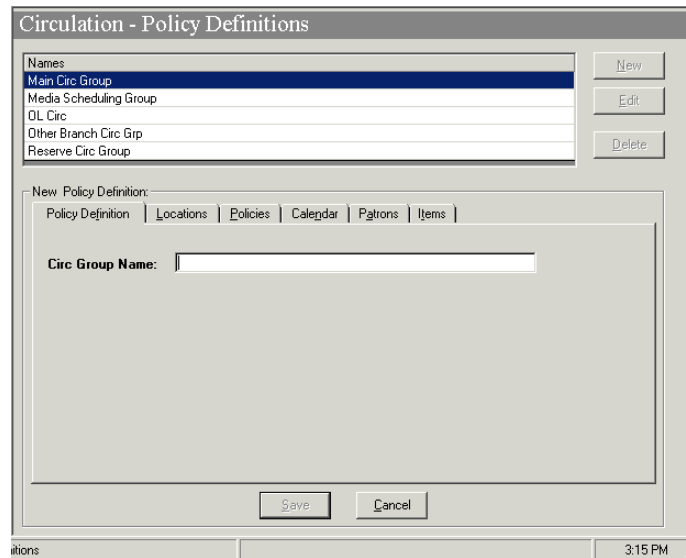 Circulation - Policy Definitions
Names
Main Circ Group
New
Media Scheduling Group
Edit
OL Circ
Other Branch Circ Grp
Delete
Reserve Circ Group
New Policy Definition:
Policy Definition Locations Policies Calendar Patrons Items
Circ Group Name:
Save Cancel
itions 3:15 PM